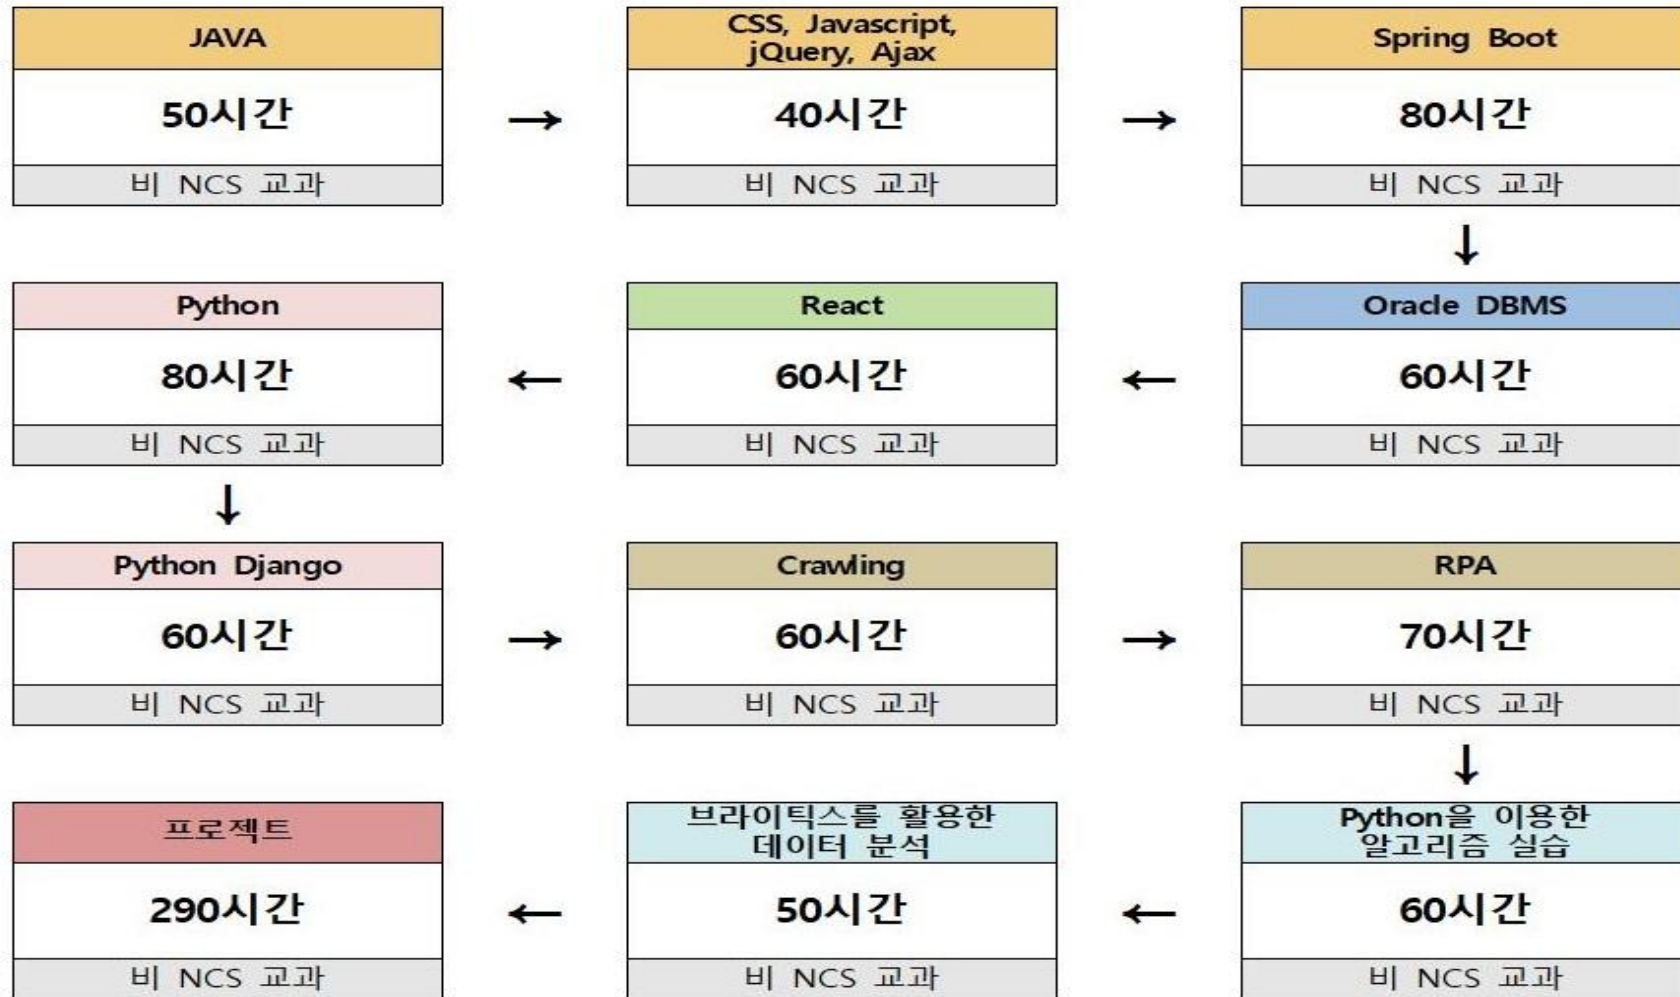 JAVA
50시간
비 NCS 교과
→
CSS, Javascript,
jQuery, Ajax
40시간
비 NCS 교과
→
Spring Boot
80시간
비 NCS 교과
↓
Oracle DBMS
60시간
비 NCS 교과
←
React
60시간
비 NCS 교과
←
Python
80시간
비 NCS 교과
↓
Python Django
60시간
비 NCS 교과
→
Crawling
60시간
비 NCS 교과
→
RPA
70시간
비 NCS 교과
↓
Python을 이용한
알고리즘 실습
60시간
비 NCS 교과
←
브라이틱스를 활용한
데이터 분석
50시간
비 NCS 교과
←
프로젝트
290시간
비 NCS 교과